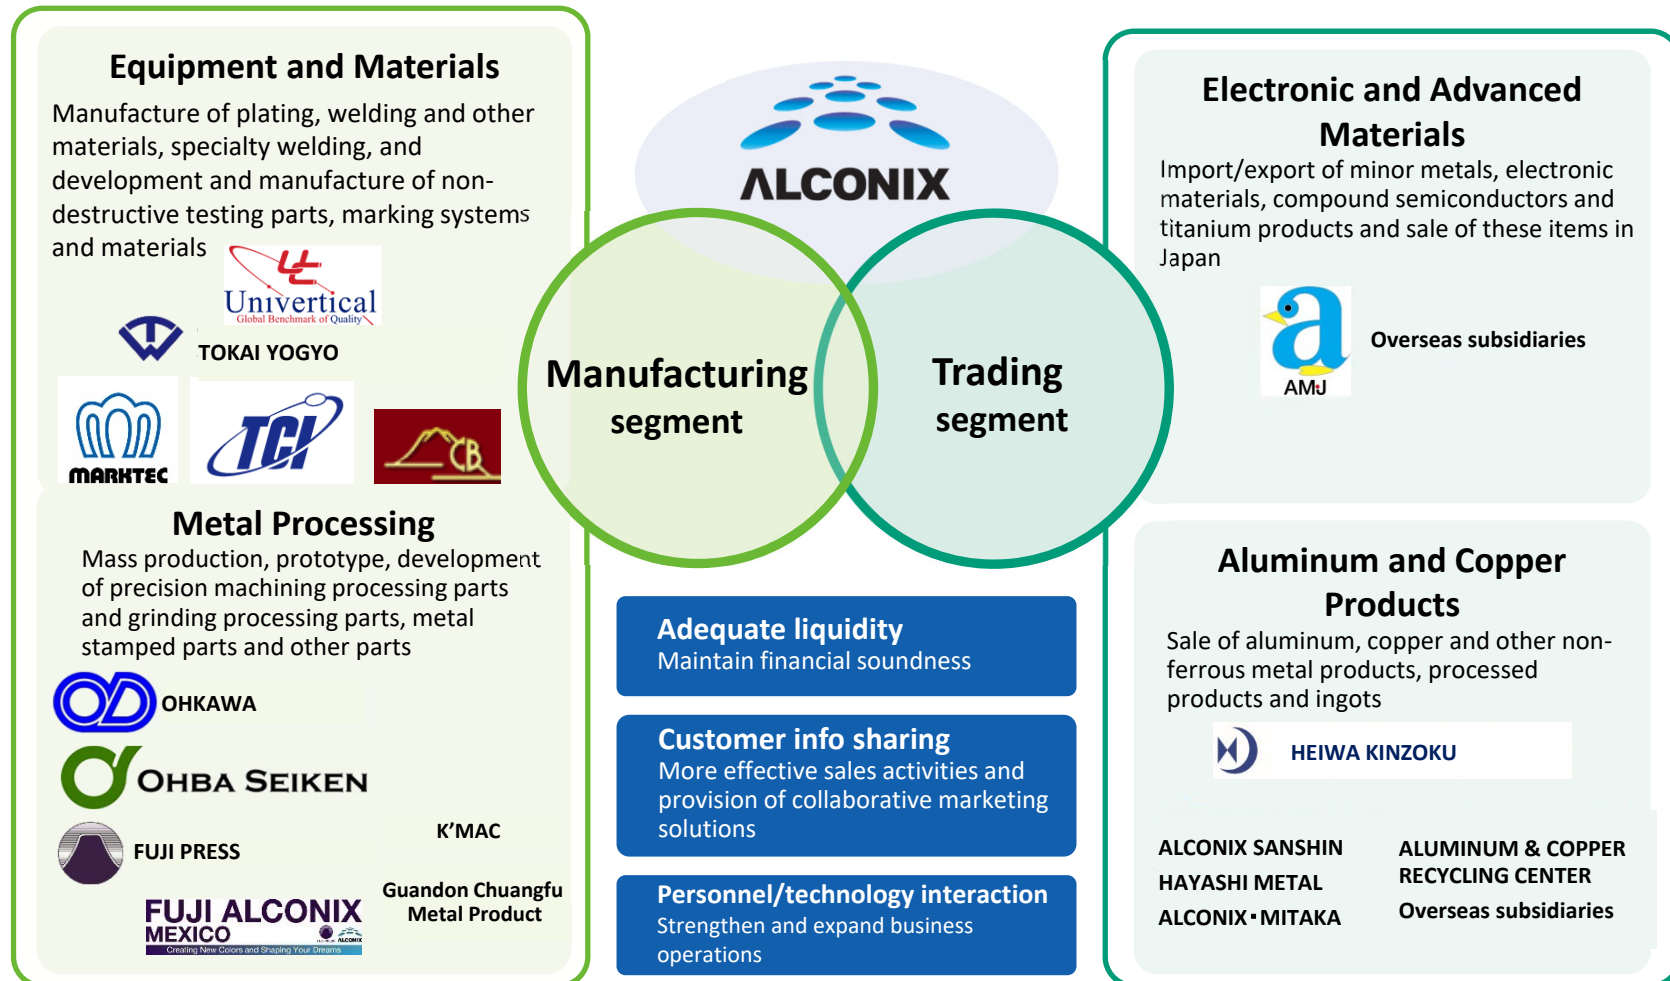 Equipment and Materials
Manufacture of plating, welding and other
materials, specialty welding, and
development and manufacture of non-
destructive testing parts, marking systems
and materials
Univertical
Global Benchmark of Quality
TOKAI YOGYO
MARKTEC
TCI
CB
Metal Processing
Mass production, prototype, development
of precision machining processing parts
and grinding processing parts, metal
stamped parts and other parts
OHKAWA
OHBA SEIKEN
FUJI PRESS
K’MAC
FUJI ALCONIX
MEXICO
Creating New Colors and Shaping Your Dreams
Guandon Chuangfu
Metal Product
ALCONIX
Manufacturing
segment
Trading
segment
Adequate liquidity
Maintain financial soundness
Customer info sharing
More effective sales activities and
provision of collaborative marketing
solutions
Personnel/technology interaction
Strengthen and expand business
operations
Electronic and Advanced
Materials
Import/export of minor metals, electronic
materials, compound semiconductors and
titanium products and sale of these items in
Japan
AMJ
Overseas subsidiaries
Aluminum and Copper
Products
Sale of aluminum, copper and other non-
ferrous metal products, processed
products and ingots
HEIWA KINZOKU
ALCONIX SANSHIN
HAYASHI METAL
ALCONIX・MITAKA
ALUMINUM & COPPER
RECYCLING CENTER
Overseas subsidiaries